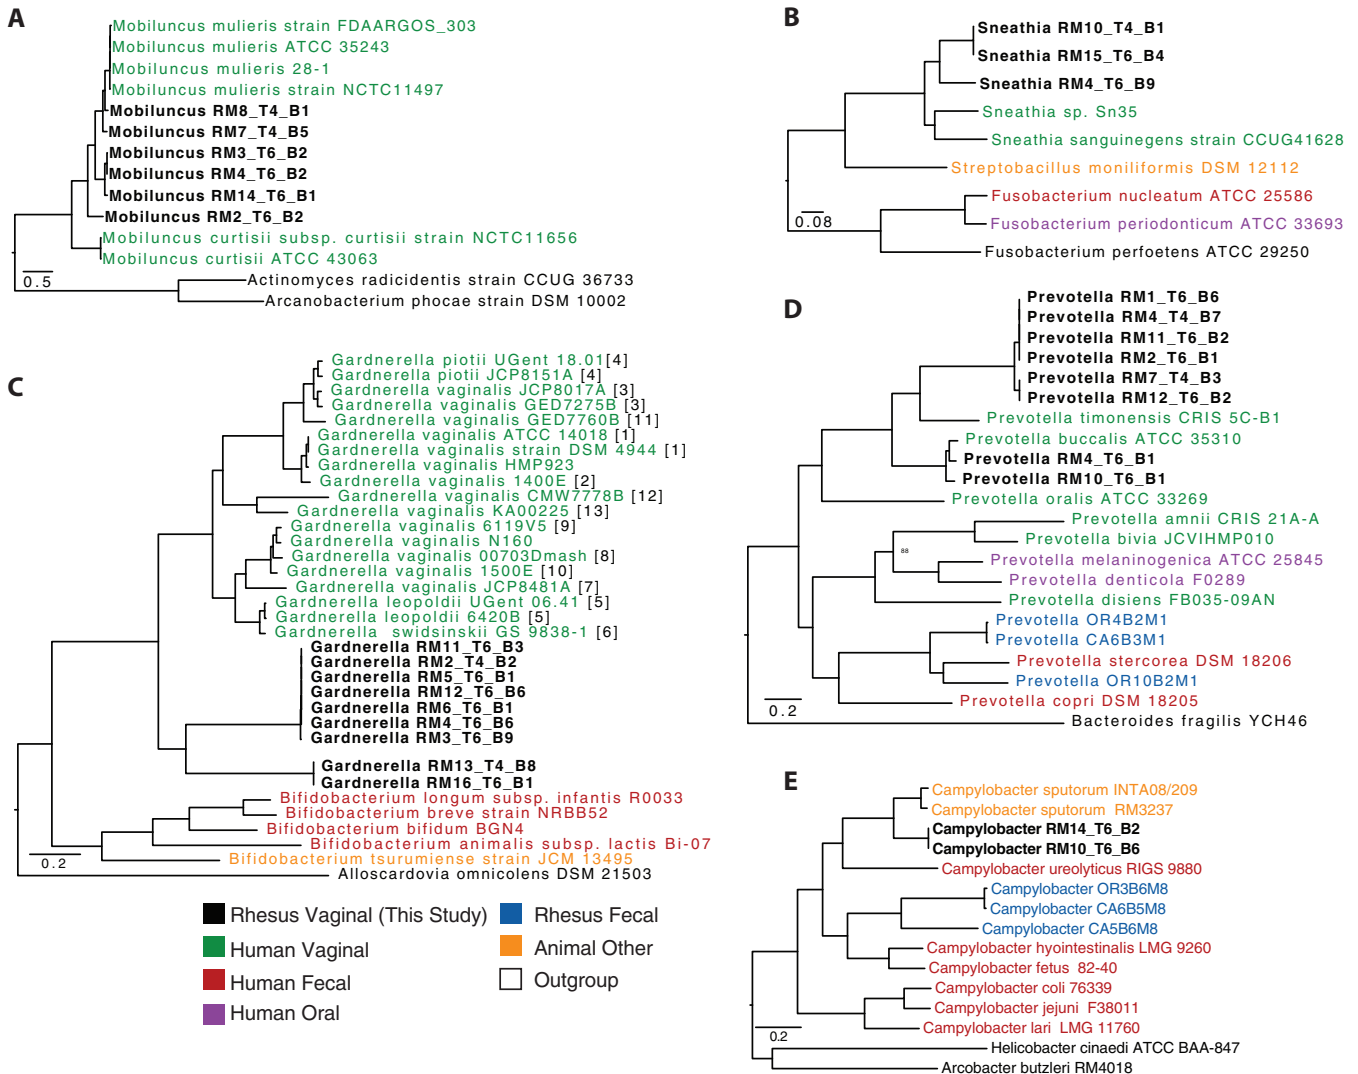 A
Mobiluncus mulieris strain FDAARGOS_303
Mobiluncus mulieris ATCC 35243
Mobiluncus mulieris 28-1
Mobiluncus mulieris strain NCTC11497
Mobiluncus RM8_T4_B1
Mobiluncus RM7_T4_B5
Mobiluncus RM3_T6_B2
Mobiluncus RM4_T6_B2
Mobiluncus RM14_T6_B1
Mobiluncus RM2_T6_B2
Mobiluncus curtisii subsp. curtisii strain NCTC11656
Mobiluncus curtisii ATCC 43063
Actinomyces radicidentis strain CCUG 36733
Arcanobacterium phocae strain DSM 10002
0.5
B
Sneathia RM10_T4_B1
Sneathia RM15_T6_B4
Sneathia RM4_T6_B9
Sneathia sp. Sn35
Sneathia sanguinegens strain CCUG41628
Streptobacillus moniliformis DSM 12112
Fusobacterium nucleatum ATCC 25586
Fusobacterium periodonticum ATCC 33693
Fusobacterium perfoetens ATCC 29250
0.08
C
Gardnerella piotii UGent 18.01[4]
Gardnerella piotii JCP8151A [4]
Gardnerella vaginalis JCP8017A [3]
Gardnerella vaginalis GED7275B [3]
Gardnerella vaginalis GED7760B [11]
Gardnerella vaginalis ATCC 14018 [1]
Gardnerella vaginalis strain DSM 4944 [1]
Gardnerella vaginalis HMP923
Gardnerella vaginalis 1400E [2]
Gardnerella vaginalis CMW7778B [12]
Gardnerella vaginalis KA00225 [13]
Gardnerella vaginalis 6119V5 [9]
Gardnerella vaginalis N160
Gardnerella vaginalis 00703Dmash [8]
Gardnerella vaginalis 1500E [10]
Gardnerella vaginalis JCP8481A [7]
Gardnerella leopoldii UGent 06.41 [5]
Gardnerella leopoldii 6420B [5]
Gardnerella swidsinskii GS 9838-1 [6]
Gardnerella RM11_T6_B3
Gardnerella RM2_T4_B2
Gardnerella RM5_T6_B1
Gardnerella RM12_T6_B6
Gardnerella RM6_T6_B1
Gardnerella RM4_T6_B6
Gardnerella RM3_T6_B9
Gardnerella RM13_T4_B8
Gardnerella RM16_T6_B1
Bifidobacterium longum subsp. infantis R0033
Bifidobacterium breve strain NRBB52
Bifidobacterium bifidum BGN4
Bifidobacterium animalis subsp. lactis Bi-07
Bifidobacterium tsurumiense strain JCM 13495
Alloscardovia omnicolens DSM 21503
0.2
D
Prevotella RM1_T6_B6
Prevotella RM4_T4_B7
Prevotella RM11_T6_B2
Prevotella RM2_T6_B1
Prevotella RM7_T4_B3
Prevotella RM12_T6_B2
Prevotella timonensis CRIS 5C-B1
Prevotella buccalis ATCC 35310
Prevotella RM4_T6_B1
Prevotella RM10_T6_B1
Prevotella oralis ATCC 33269
Prevotella amnii CRIS 21A-A
Prevotella bivia JCVIHMP010
88
Prevotella melaninogenica ATCC 25845
Prevotella denticola F0289
Prevotella disiens FB035-09AN
Prevotella OR4B2M1
Prevotella CA6B3M1
Prevotella stercorea DSM 18206
Prevotella OR10B2M1
Prevotella copri DSM 18205
Bacteroides fragilis YCH46
0.2
E
Campylobacter sputorum INTA08/209
Campylobacter sputorum RM3237
Campylobacter RM14_T6_B2
Campylobacter RM10_T6_B6
Campylobacter ureolyticus RIGS 9880
Campylobacter OR3B6M8
Campylobacter CA6B5M8
Campylobacter CA5B6M8
Campylobacter hyointestinalis LMG 9260
Campylobacter fetus 82-40
Campylobacter coli 76339
Campylobacter jejuni F38011
Campylobacter lari LMG 11760
Helicobacter cinaedi ATCC BAA-847
Arcobacter butzleri RM4018
0.2
Rhesus Vaginal (This Study)
Human Vaginal
Human Fecal
Human Oral
Rhesus Fecal
Animal Other
Outgroup